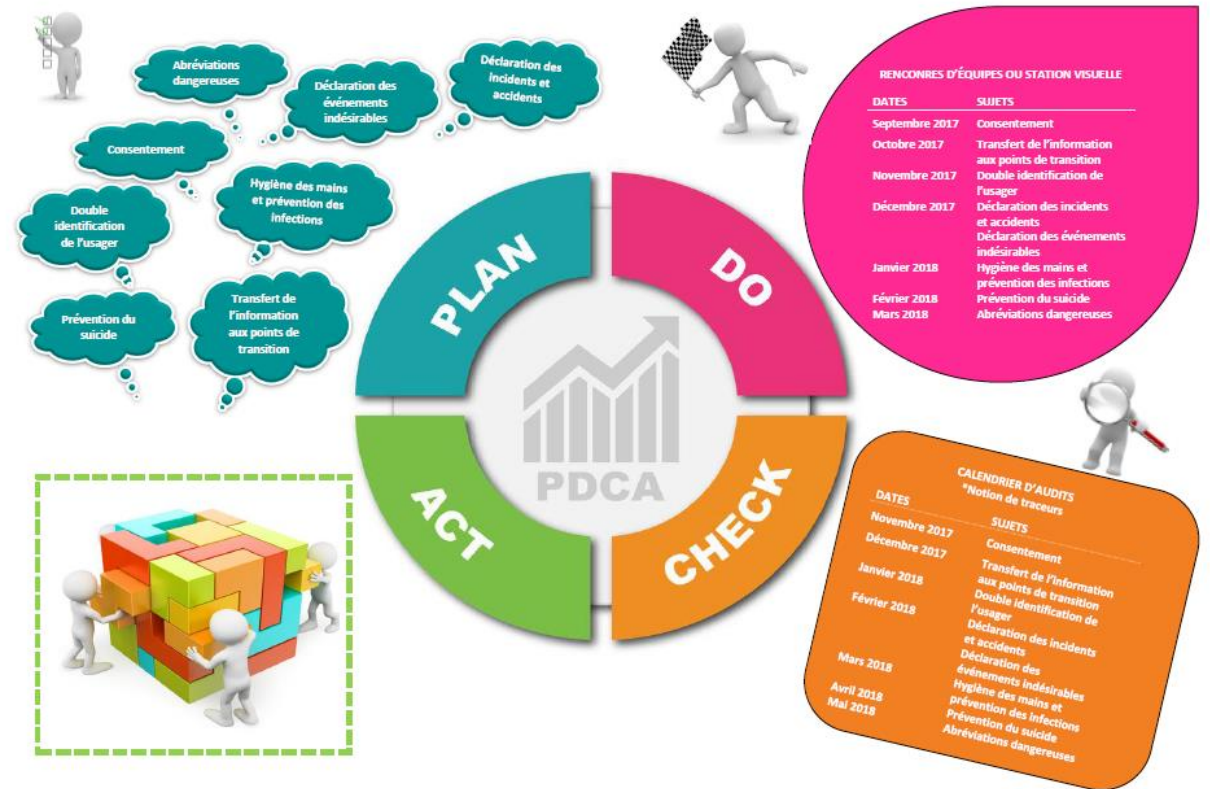 Abréviations
dangereuses
Déclaration des
événements
indésirables
Déclaration des
incidents et
accidents
Consentement
Hygiène des mains
et prévention des
infections
Double
identification
de l'usager
Prévention du
suicide
Transfert de
l'information
aux points de
transition
PLAN
DO
CHECK
ACT
PDCA
RENCONRES D'ÉQUIPES OU STATION VISUELLE
DATES SUJETS
Septembre 2017 Consentement
Octobre 2017 Transfert de l'information
aux points de transition
Novembre 2017 Double identification de
l'usager
Décembre 2017 Déclaration des incidents
et accidents
Déclaration des événements
indésirables
Janvier 2018 Hygiène des mains et
prévention des infections
Février 2018 Prévention du suicide
Mars 2018 Abréviations dangereuses
CALENDRIER D'AUDITS
*Notion de traceurs
DATES SUJETS
Novembre 2017 Consentement
Décembre 2017 Transfert de l'information
aux points de transition
Janvier 2018 Double identification de
l'usager
Février 2018 Déclaration des incidents
et accidents
Déclaration des
événements indésirables
Mars 2018 Hygiène des mains et
prévention des infections
Avril 2018 Prévention du suicide
Mai 2018 Abréviations dangereuses